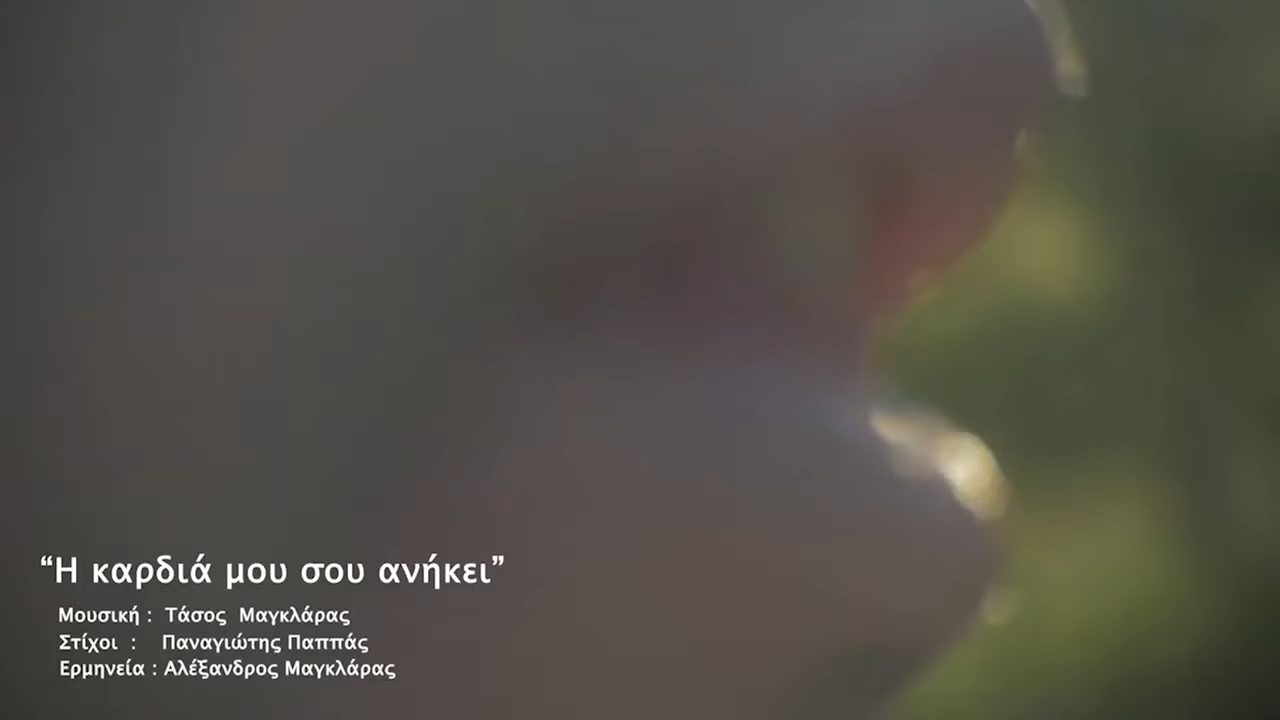 “Η καρδιά μου σου ανήκει”
Μουσική : Τάσος Μαγκλάρας
Στίχοι : Παναγιώτης Παππάς
Ερμηνεία : Αλέξανδρος Μαγκλάρας